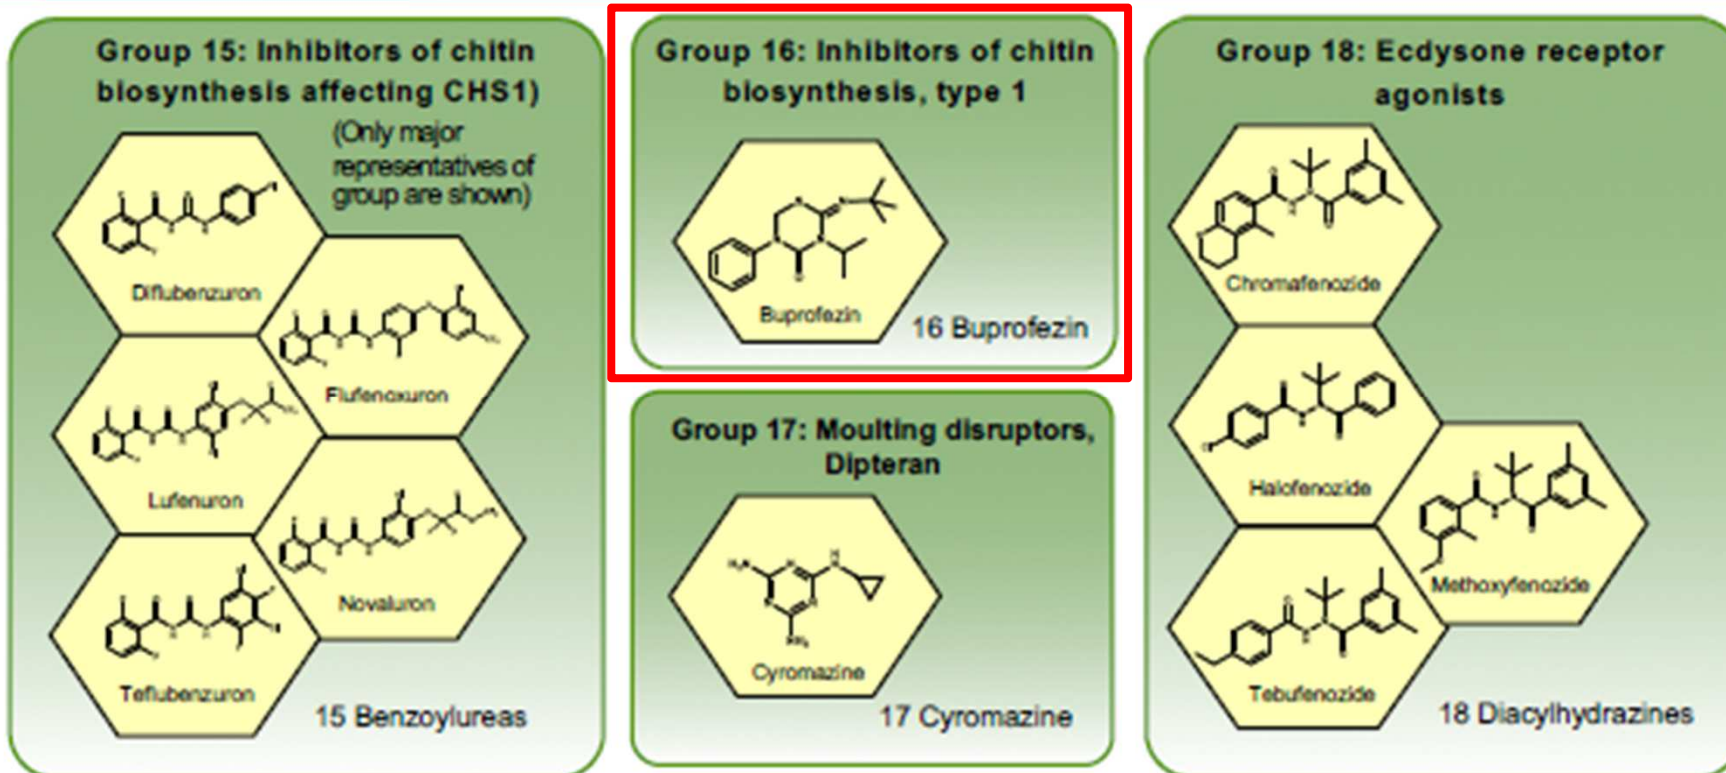 Group 15: Inhibitors of chitin
biosynthesis affecting CHS1)
(Only major
representatives of
group are shown)
Diflubenzuron
Flufenoxuron
Lufenuron
Novaluron
Teflubenzuron
15 Benzoylureas
Group 16: Inhibitors of chitin
biosynthesis, type 1
Buprofezin
16 Buprofezin
Group 17: Moulting disruptors,
Dipteran
Cyromazine
17 Cyromazine
Group 18: Ecdysone receptor
agonists
Chromafenozide
Halofenozide
Methoxyfenozide
Tebufenozide
18 Diacylhydrazines